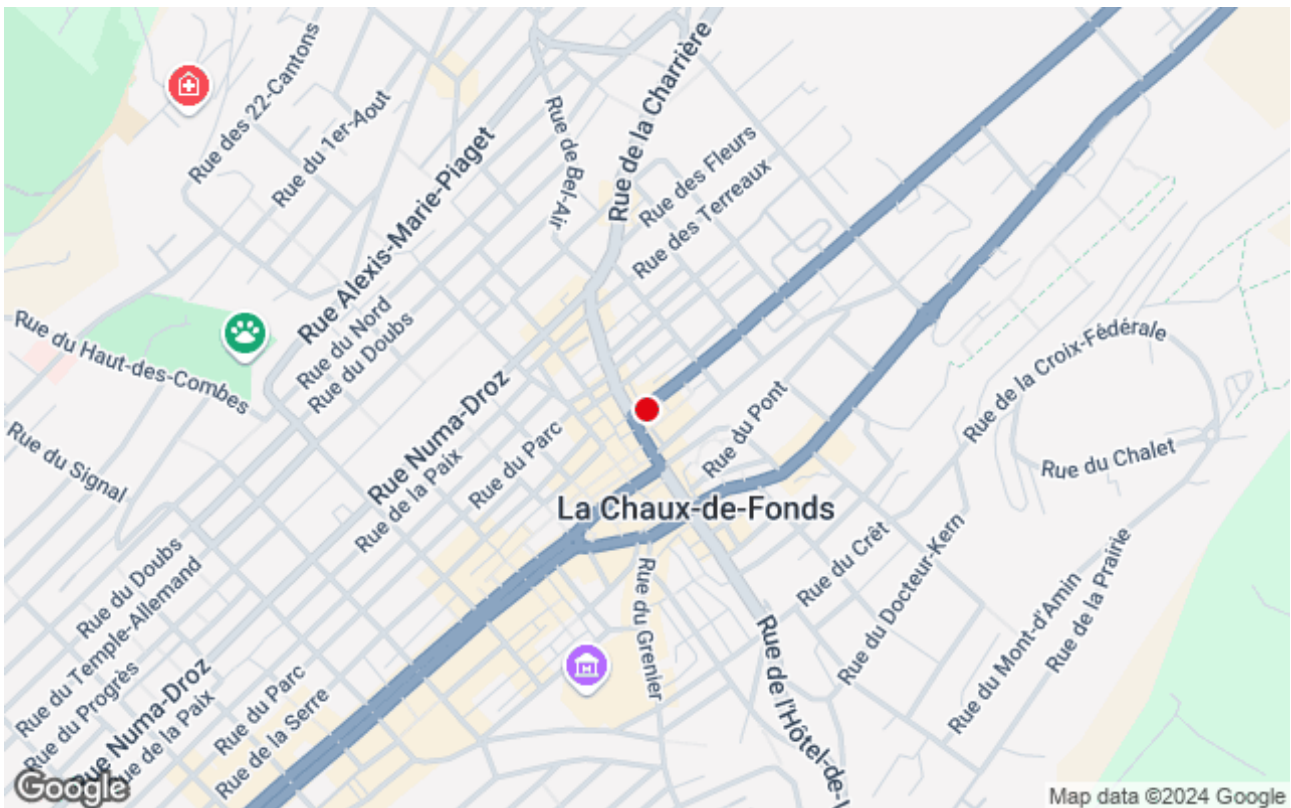 Rue des 22-Cantons
Rue du 1er-Août
Rue de Bel-Air
Rue de la Charrière
Rue des Fleurs
Rue des Terreaux
Rue Alexis-Marie-Piaget
Rue du Nord
Rue du Doubs
Rue du Haut-des-Combes
Rue du Signal
Rue Numa-Droz
Rue de la Paix
Rue du Parc
Rue du Pont
Rue de la Croix-Fédérale
Rue du Chalet
La Chaux-de-Fonds
Rue du Crêt
Rue du Docteur-Kern
Rue du Mont-d'Amin
Rue de la Prairie
Rue du Grenier
Rue de l'Hôtel-de-
Rue du Doubs
Rue du Temple-Allemand
Rue du Progrès
Rue Numa-Droz
Rue de la Paix
Rue du Parc
Rue de la Serre
Google
Map data ©2024 Google